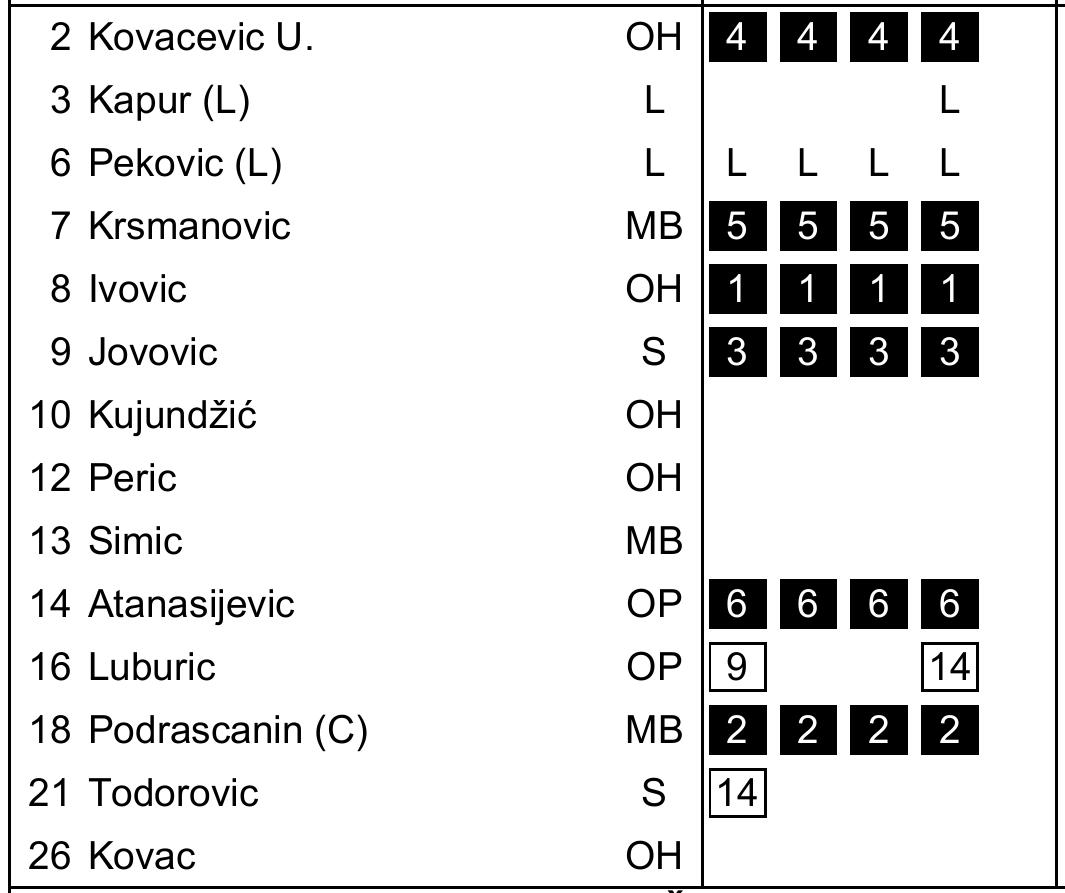 2 Kovacevic U. OH 4 4 4 4
3 Kapur (L) L L
6 Pekovic (L) L L L L L
7 Krsmanovic MB 5 5 5 5
8 Ivovic OH 1 1 1 1
9 Jovovic S 3 3 3 3
10 Kujundžić OH
12 Peric OH
13 Simic MB
14 Atanasijevic OP 6 6 6 6
16 Luburic OP 9 14
18 Podrascanin (C) MB 2 2 2 2
21 Todorovic S 14
26 Kovac OH